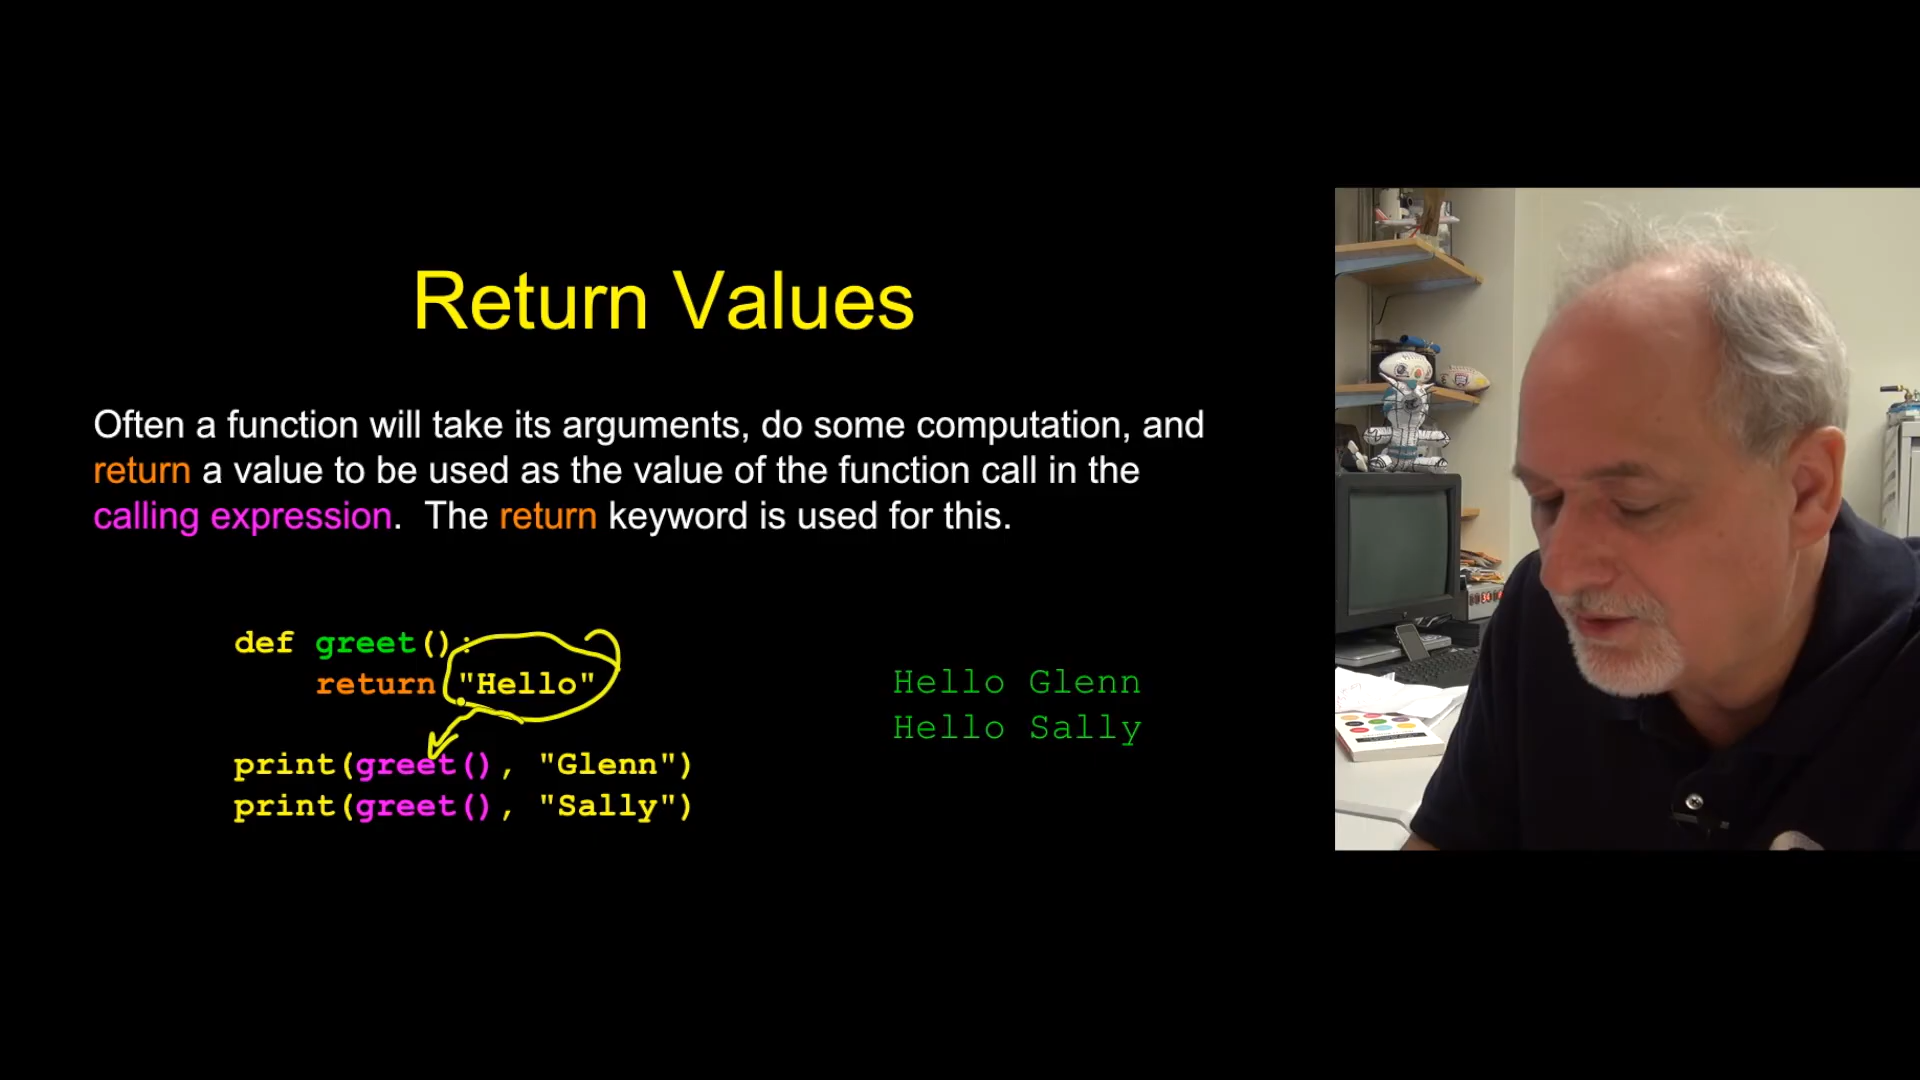 Return Values
Often a function will take its arguments, do some computation, and
return a value to be used as the value of the function call in the
calling expression.  The return keyword is used for this.
def greet():
    return "Hello"
print(greet(), "Glenn")
print(greet(), "Sally")
Hello Glenn
Hello Sally